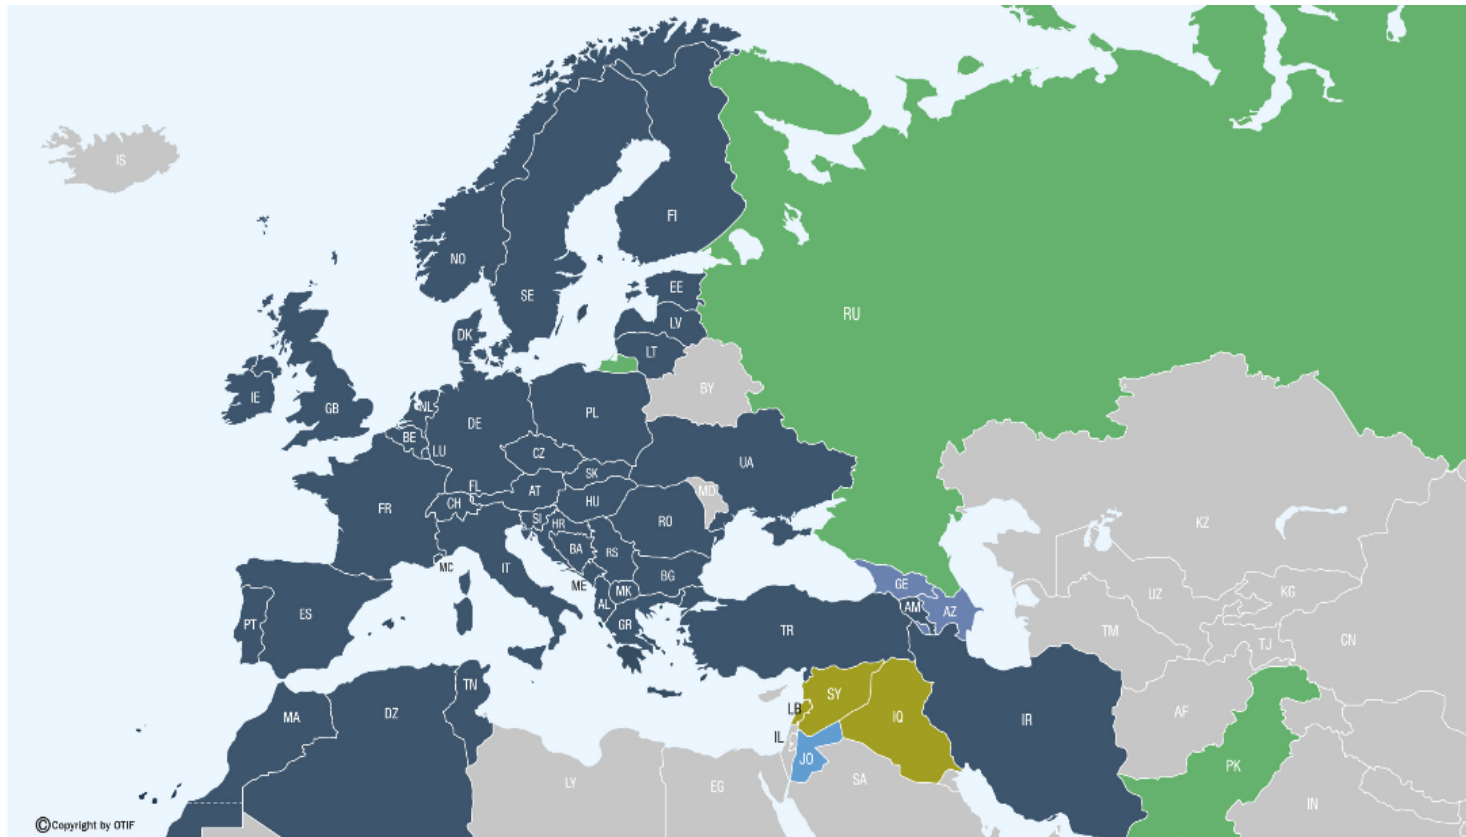 IS
FI
NO
SE
EE
RU
LV
DK
LT
BY
IE
GB
NL
PL
DE
BE
LU
CZ
UA
SK
FL
AT
MD
CH
HU
FR
RO
SI
HR
KZ
BA
RS
MC
IT
BG
GE
ME
MK
UZ
KG
AL
AM
AZ
ES
PT
GR
TR
TM
TJ
CN
TN
SY
MA
DZ
LB
IQ
IR
AF
IL
JO
PK
SA
LY
EG
IN
©Copyright by OTIF